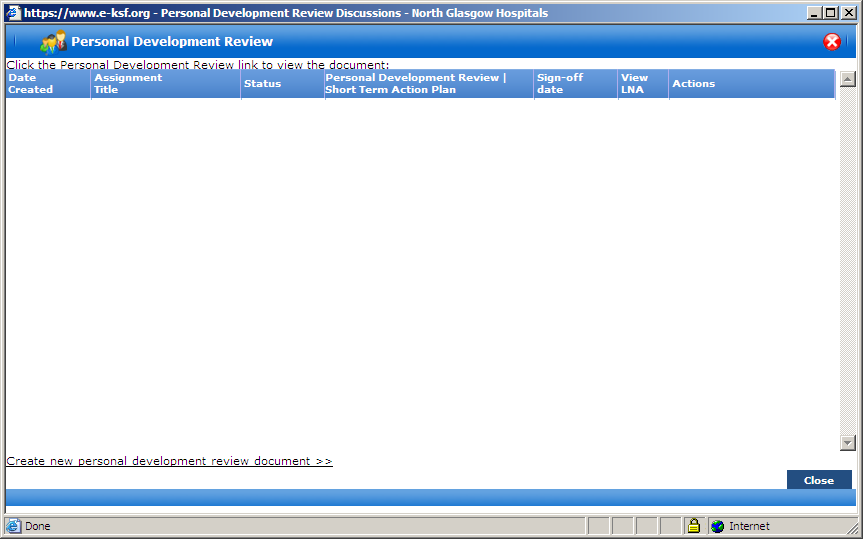 https://www.e-ksf.org - Personal Development Review Discussions - North Glasgow Hospitals
Personal Development Review
Click the Personal Development Review link to view the document:
Date Created
Assignment Title
Status
Personal Development Review |
Short Term Action Plan
Sign-off date
View LNA
Actions
Create new personal development review document >>
Close
Done
Internet